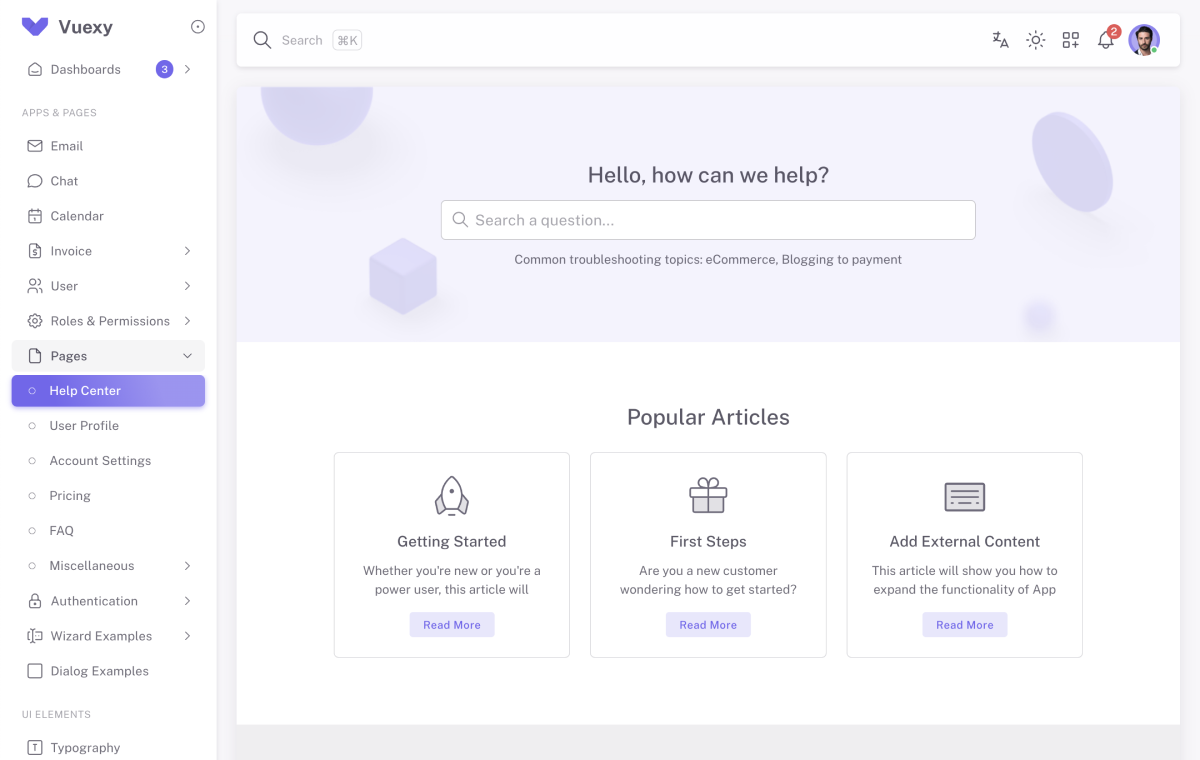 Vuexy
Dashboards 3
APPS & PAGES
Email
Chat
Calendar
Invoice
User
Roles & Permissions
Pages
Help Center
User Profile
Account Settings
Pricing
FAQ
Miscellaneous
Authentication
Wizard Examples
Dialog Examples
UI ELEMENTS
Typography
Search ⌘K
2
Hello, how can we help?
Search a question...
Common troubleshooting topics: eCommerce, Blogging to payment
Popular Articles
Getting Started
Whether you're new or you're a
power user, this article will
Read More
First Steps
Are you a new customer
wondering how to get started?
Read More
Add External Content
This article will show you how to
expand the functionality of App
Read More